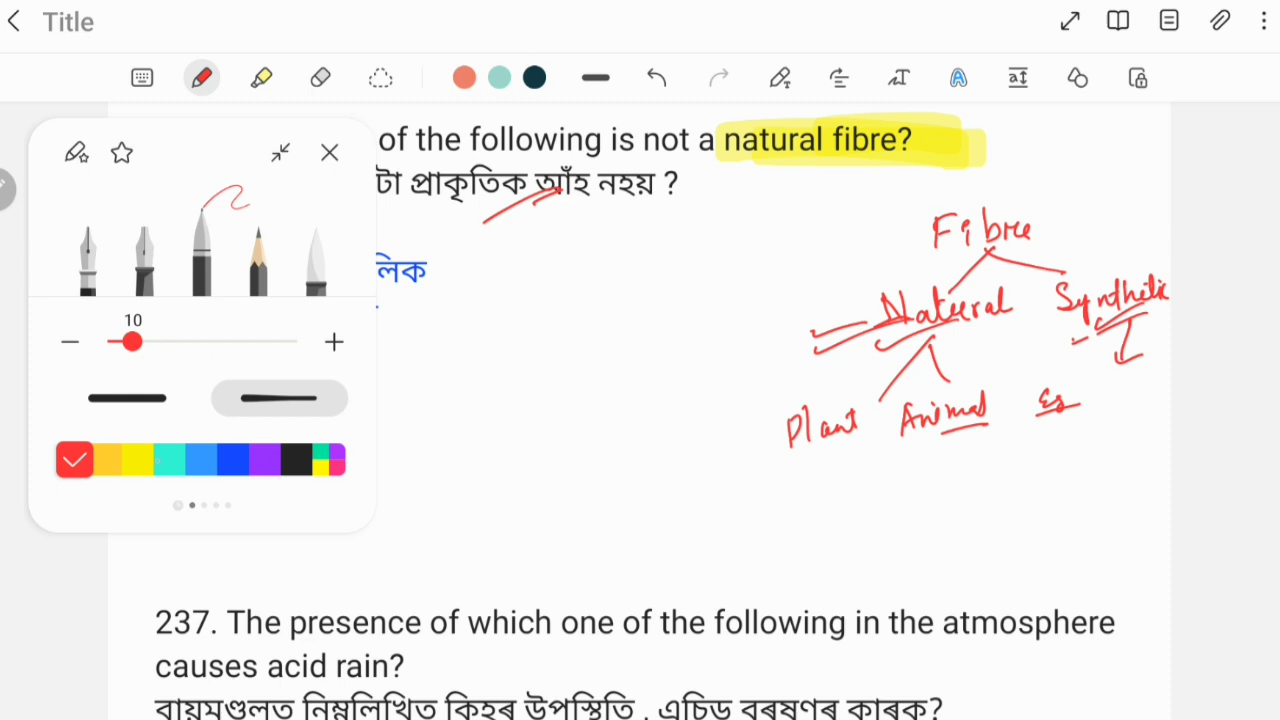 Title
of the following is not a natural fibre?
টা প্ৰাকৃতিক আঁহ নহয় ?
Fibre
লিক
Natural Synthetic
10
Plant Animal Eg
237. The presence of which one of the following in the atmosphere
causes acid rain?
বায়ুমণ্ডলত নিম্নলিখিত কিহৰ উপস্থিতি , এচিড বৰষুণৰ কাৰক?